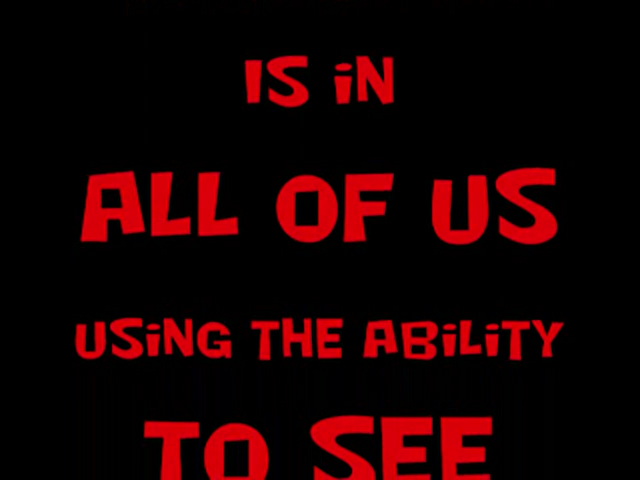 IS iN
ALL OF US
USiNG THE ABiLiTY
TO SEE